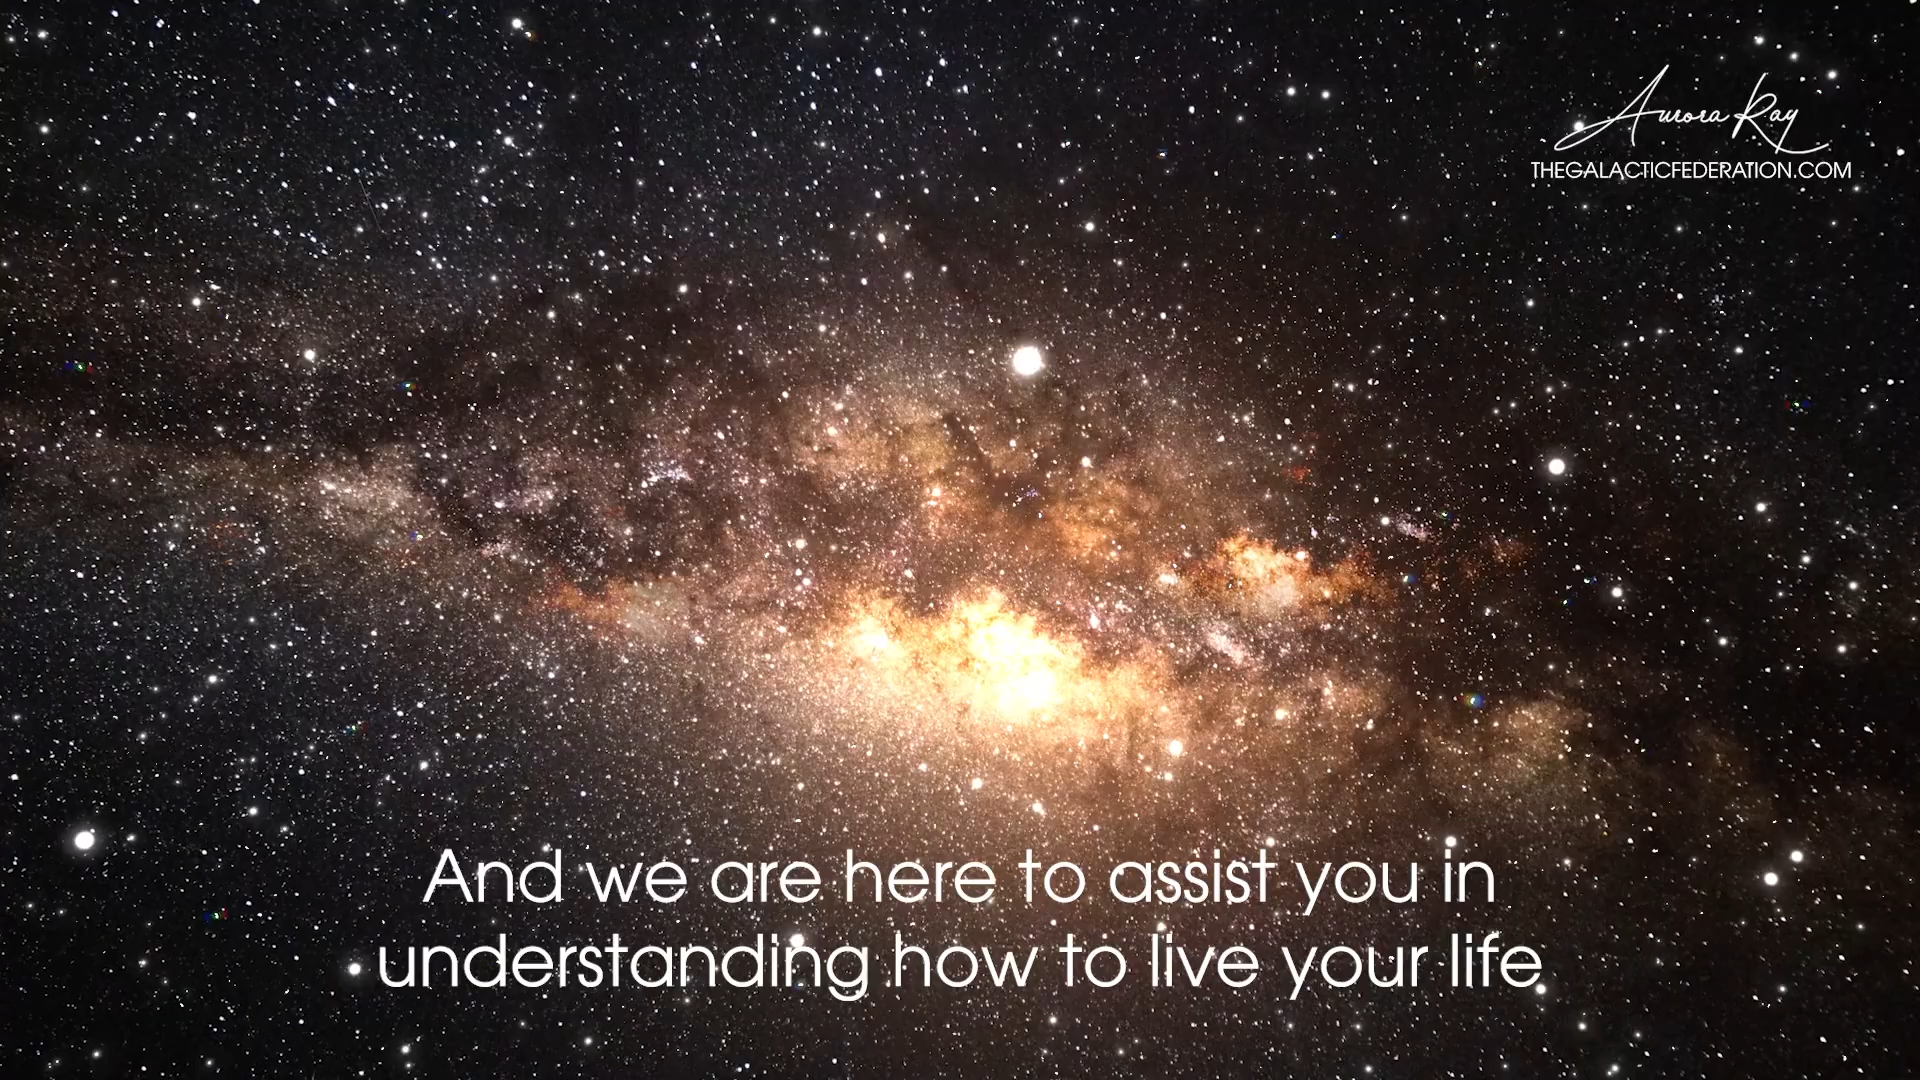 Aurora Ray
THEGALACTICFEDERATION.COM
And we are here to assist you in
understanding how to live your life